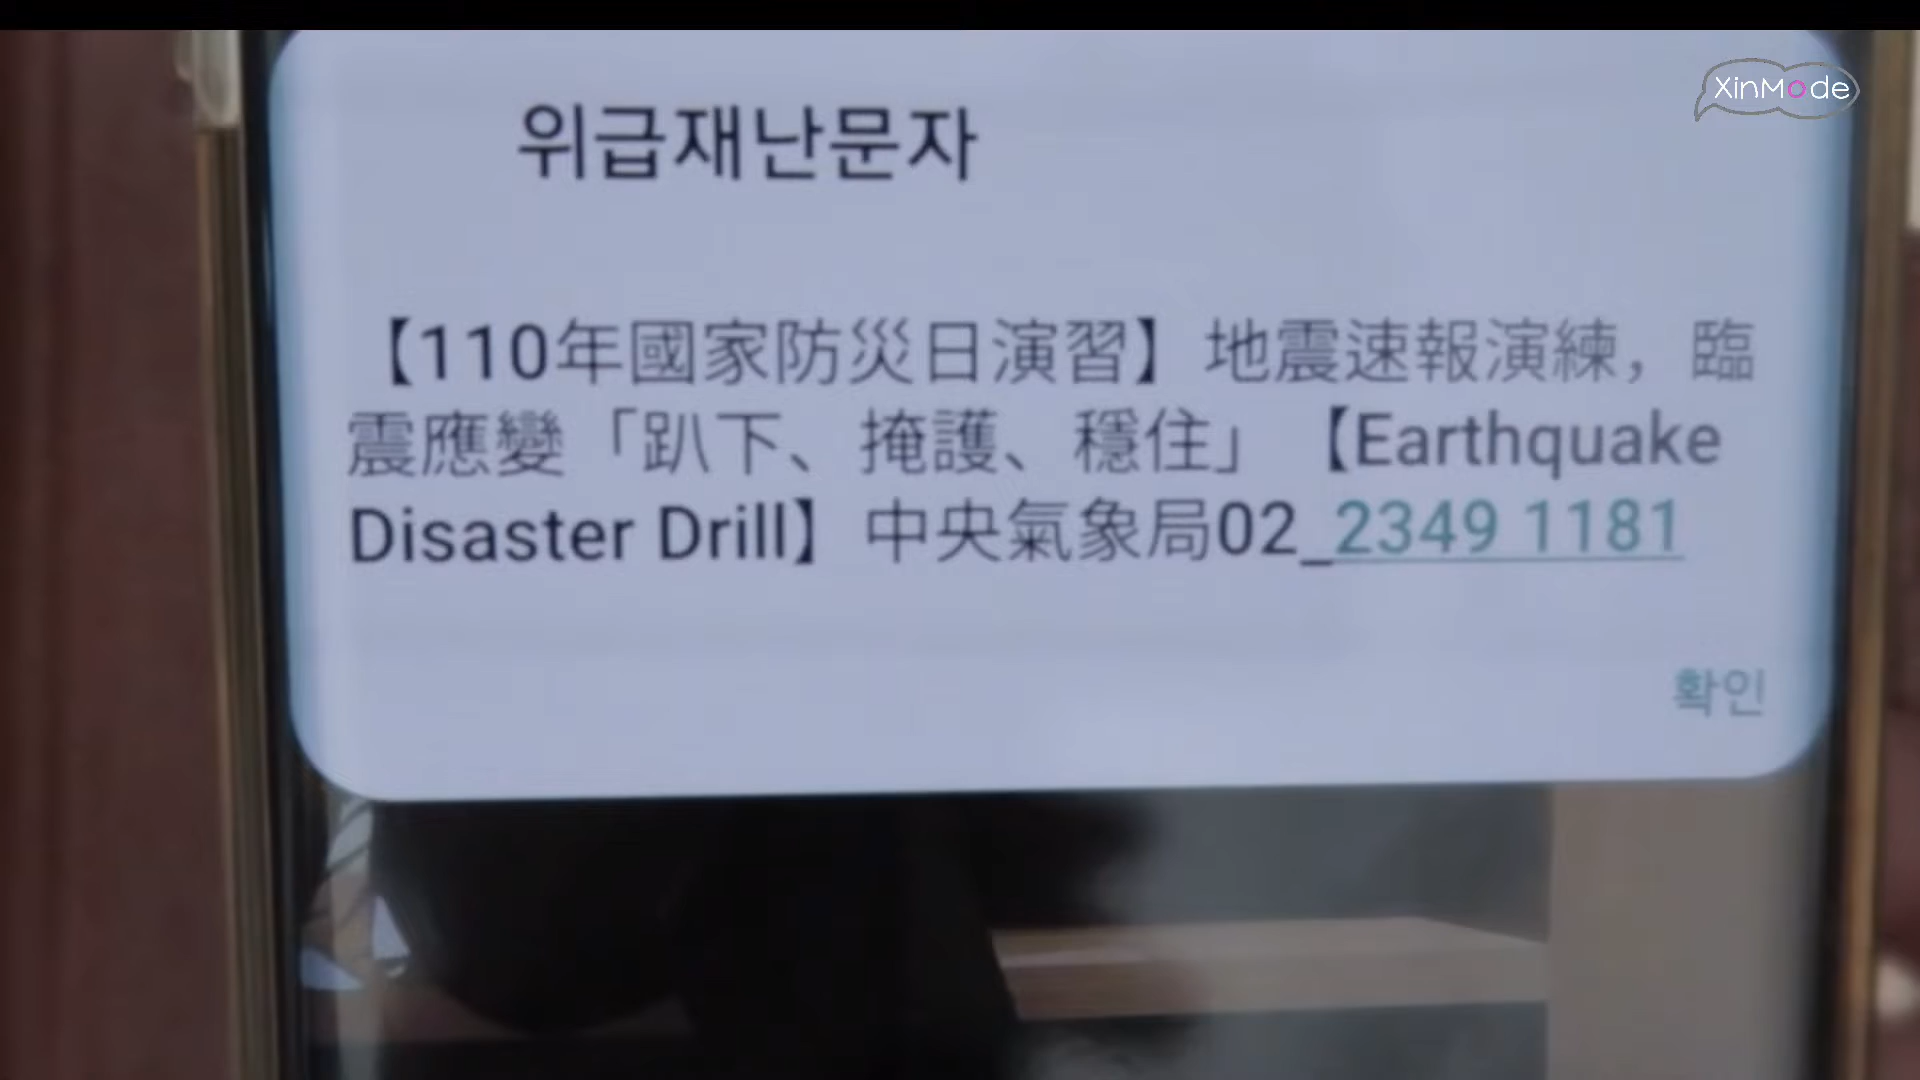 XinMode
위급재난문자
【110年國家防災日演習】地震速報演練，臨
震應變「趴下、掩護、穩住」【Earthquake
Disaster Drill】中央氣象局02_2349 1181
확인